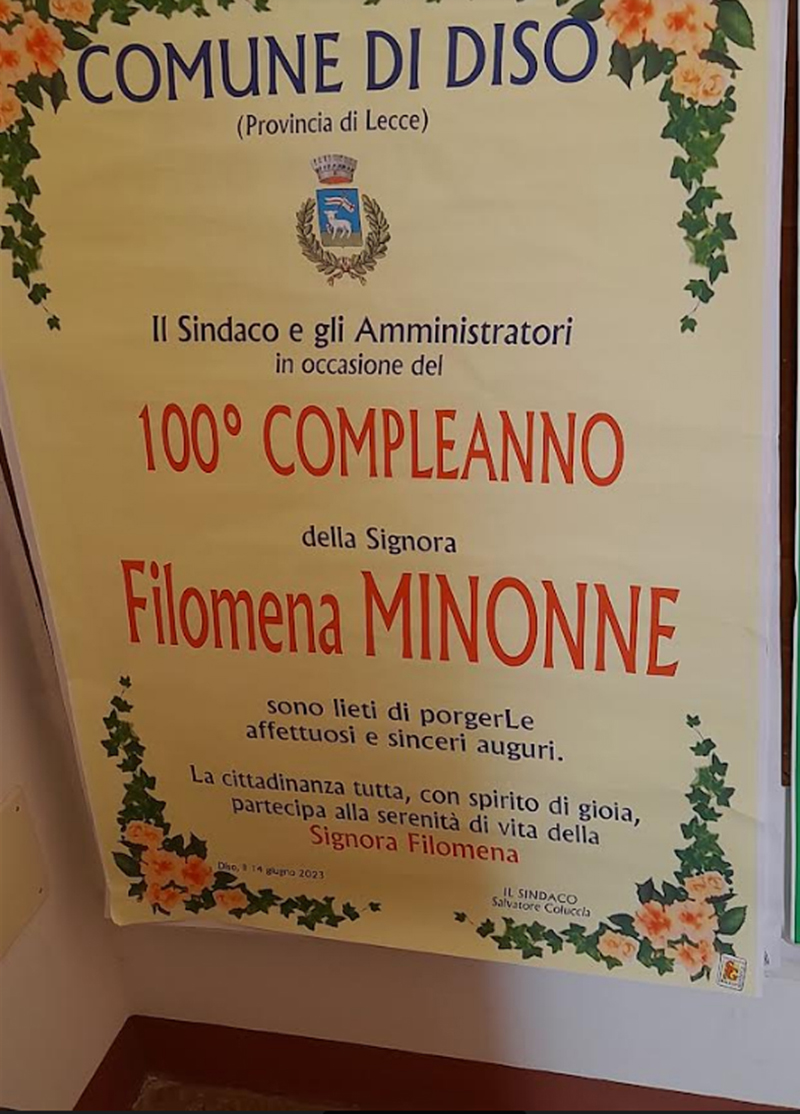 COMUNE DI DISO
(Provincia di Lecce)
Il Sindaco e gli Amministratori
in occasione del
100° COMPLEANNO
della Signora
Filomena MINONNE
sono lieti di porgerLe
affettuosi e sinceri auguri.
La cittadinanza tutta, con spirito di gioia,
partecipa alla serenità di vita della
Signora Filomena
Diso, 14 giugno 2023
IL SINDACO
Salvatore Coluccia